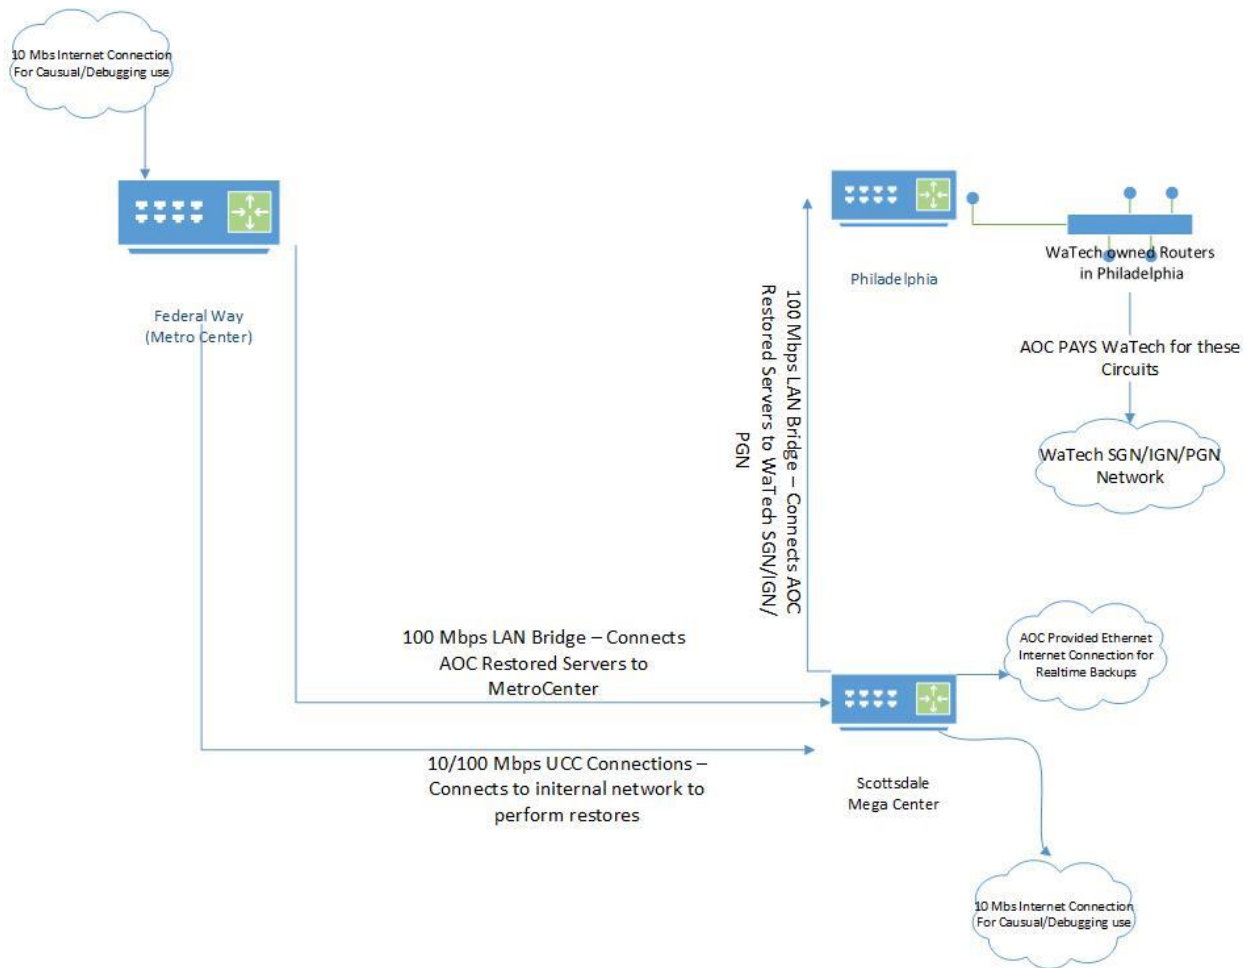 10 Mbs Internet Connection
For Causual/Debugging use
Federal Way
(Metro Center)
Philadelphia
WaTech owned Routers
in Philadelphia
AOC PAYS WaTech for these
Circuits
WaTech SGN/IGN/PGN
Network
100 Mbps LAN Bridge – Connects AOC
Restored Servers to WaTech SGN/IGN/
PGN
100 Mbps LAN Bridge – Connects
AOC Restored Servers to
MetroCenter
AOC Provided Ethernet
Internet Connection for
Realtime Backups
10/100 Mbps UCC Connections –
Connects to initernal network to
perform restores
Scottsdale
Mega Center
10 Mbs Internet Connection
For Causual/Debugging use